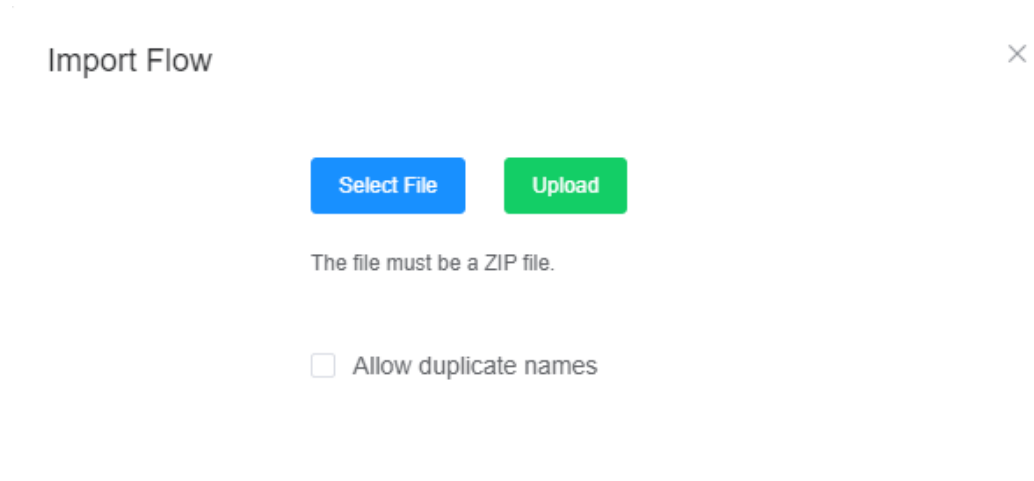 Import Flow
Select File
Upload
The file must be a ZIP file.
Allow duplicate names